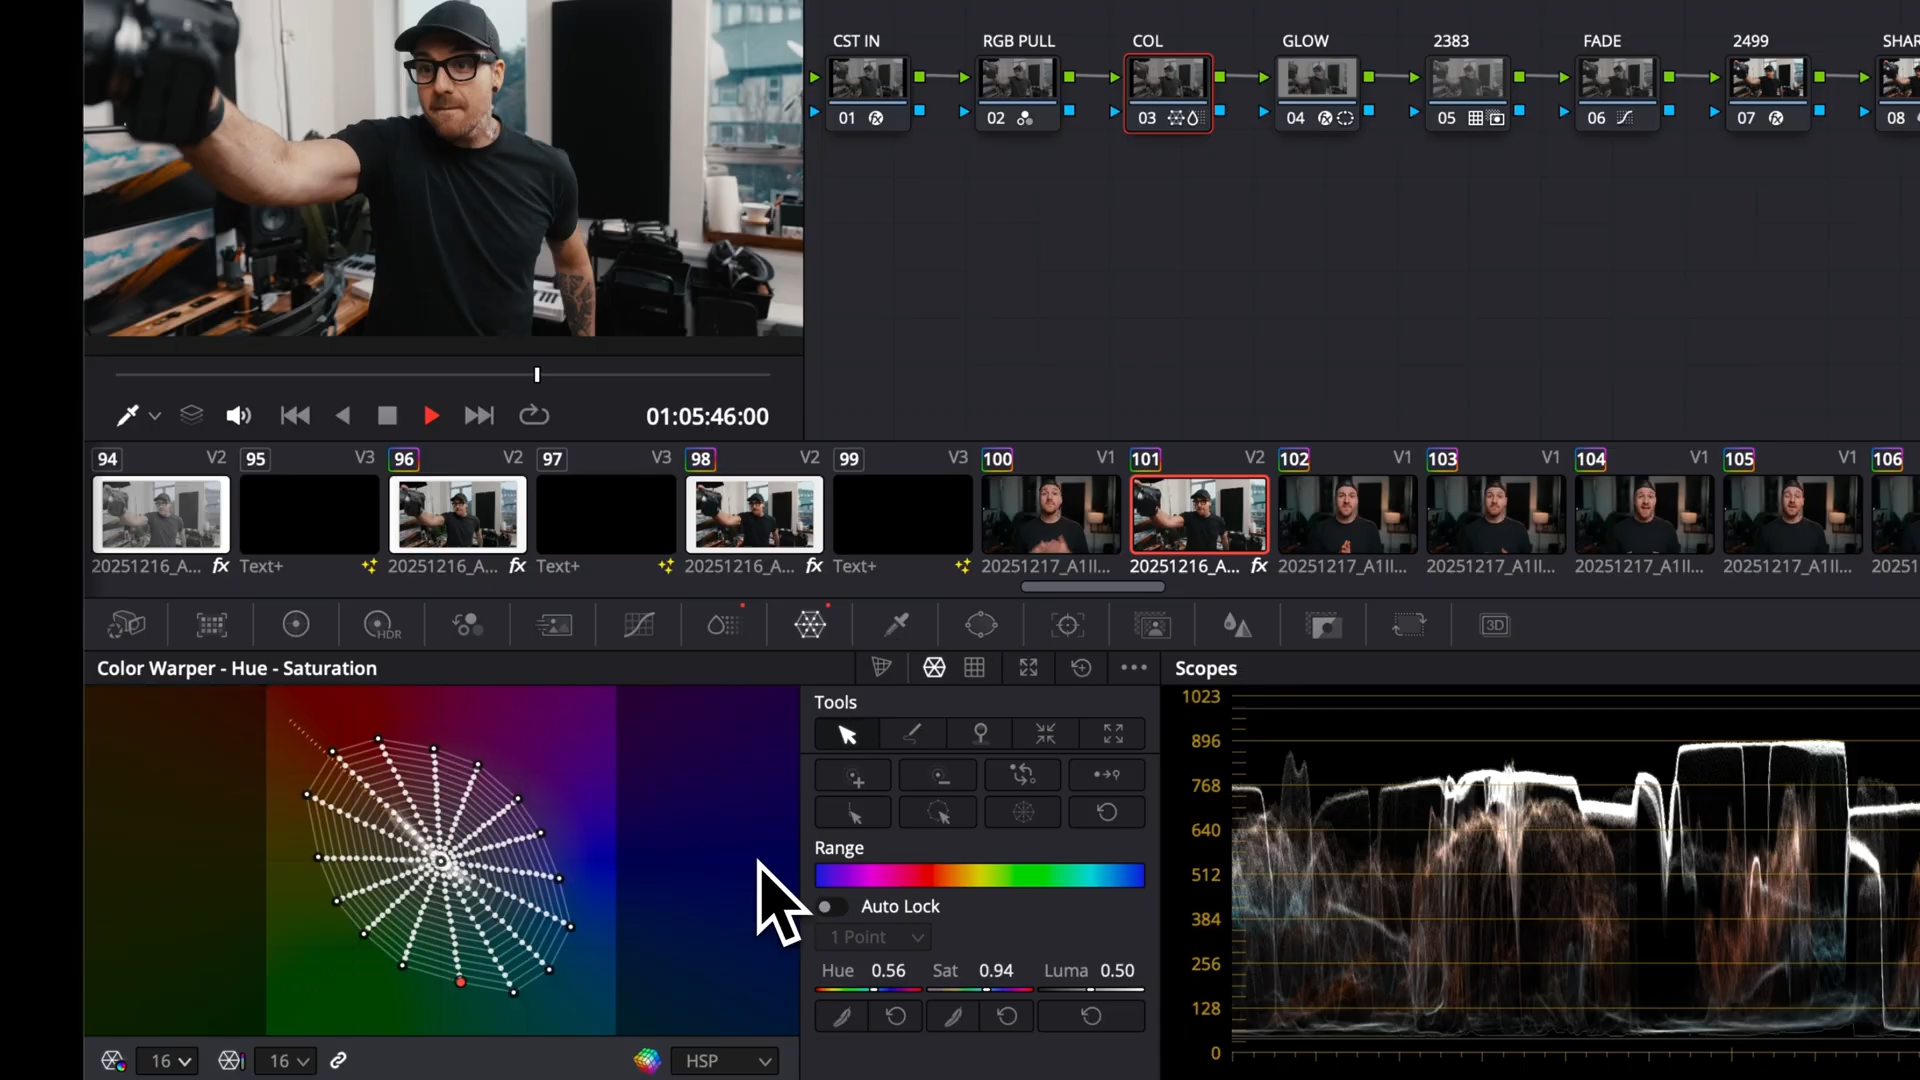 CST IN
RGB PULL
COL
GLOW
2383
FADE
2499
SHAR
01
02
03
04
05
06
07
08
01:05:46:00
94 V2
95 V3
96 V2
97 V3
98 V2
99 V3
100 V1
101 V2
102 V1
103 V1
104 V1
105 V1
106
20251216_A... fx
Text+
20251216_A... fx
Text+
20251216_A... fx
Text+
20251217_A1II...
20251216_A... fx
20251217_A1II...
20251217_A1II...
20251217_A1II...
20251217_A1II...
20251
HDR
3D
Color Warper - Hue - Saturation
Tools
Range
Auto Lock
1 Point
Hue 0.56 Sat 0.94 Luma 0.50
16
16
HSP
Scopes
1023
896
768
640
512
384
256
128
0